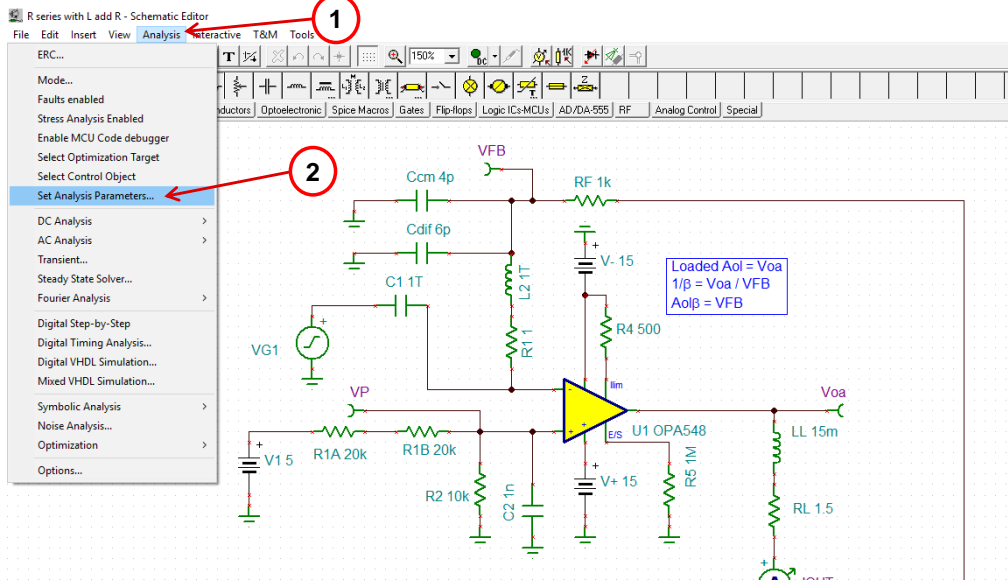 R series with L add R - Schematic Editor
File Edit Insert View Analysis Interactive T&M Tools
1
ERC...
Mode...
Faults enabled
Stress Analysis Enabled
Enable MCU Code debugger
Select Optimization Target
Select Control Object
Set Analysis Parameters...
2
DC Analysis
AC Analysis
Transient...
Steady State Solver...
Fourier Analysis
Digital Step-by-Step
Digital Timing Analysis...
Digital VHDL Simulation...
Mixed VHDL Simulation...
Symbolic Analysis
Noise Analysis...
Optimization
Options...
T 150% DC 1K
Z
Optoelectronic Spice Macros Gates Flip-flops Logic ICs-MCUs AD/DA-555 RF Analog Control Special
VFB
Ccm 4p
RF 1k
Cdif 6p
+
V- 15
Loaded Aol = Voa
1/β = Voa / VFB
Aolβ = VFB
L2 1T
C1 1T
+
VG1
R1 1
R4 500
VP
Ilim
Voa
-
+
+
E/S
U1 OPA548
LL 15m
+
V1 5
R1A 20k
R1B 20k
R2 10k
C2 1n
+
V+ 15
R5 1M
RL 1.5
+
A